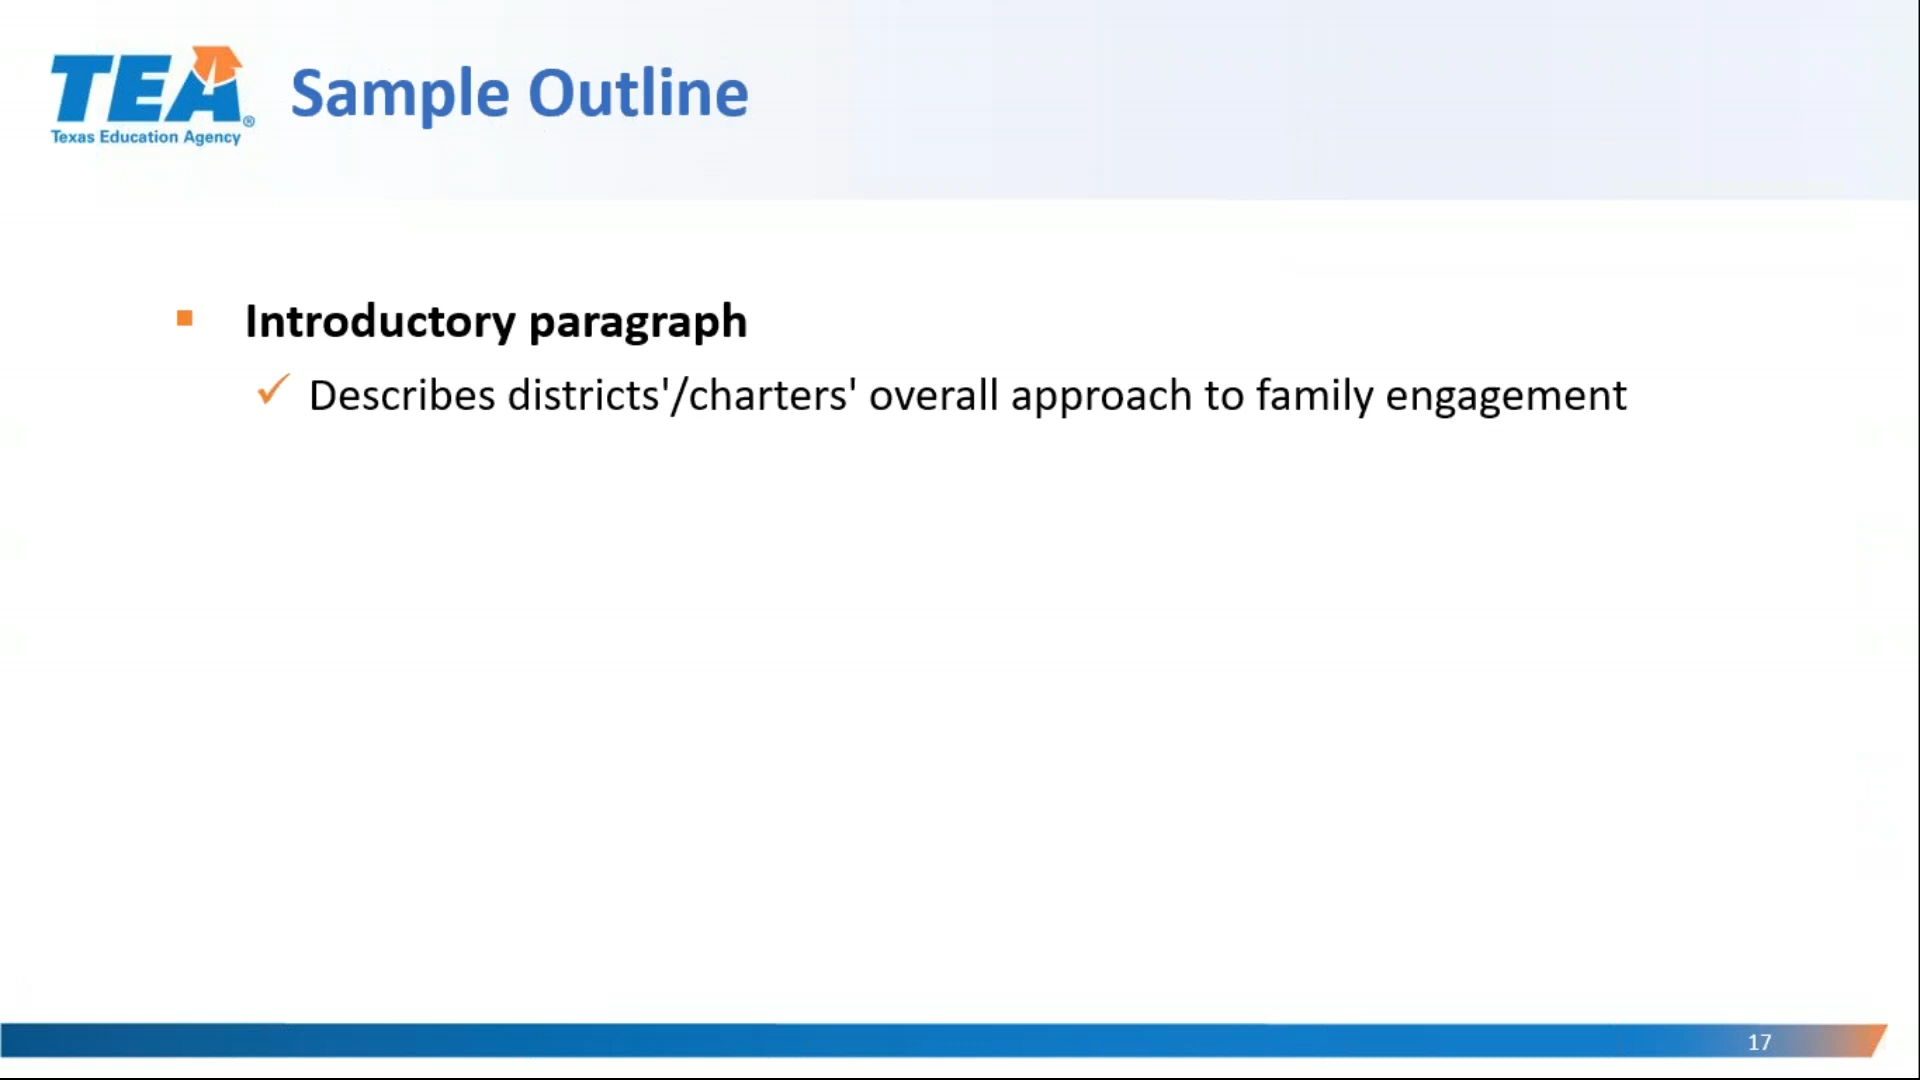 TEA®
Texas Education Agency
Sample Outline
Introductory paragraph
Describes districts'/charters' overall approach to family engagement
17